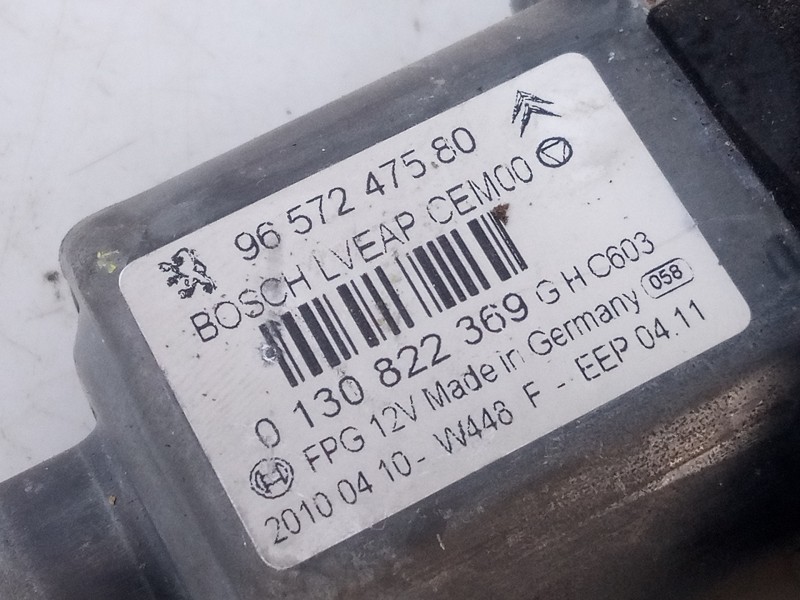 96 572 475 80
BOSCH LVEAP CEM00
0 130 822 369 G H C603
FPG 12V Made in Germany 058
2010 04 10 - W448 F - EEP 04.11